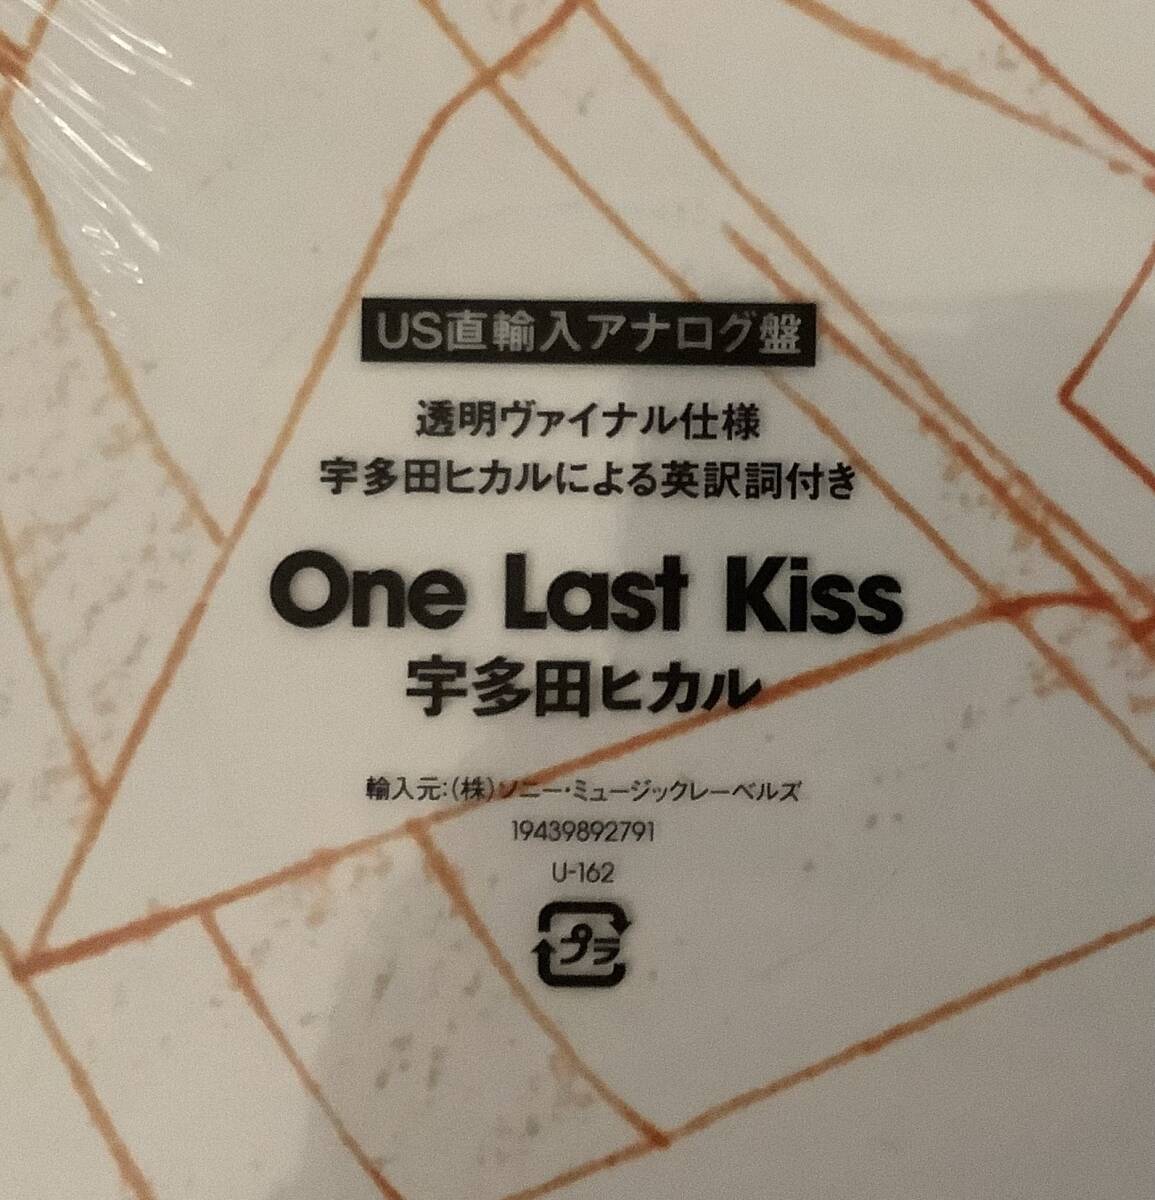 US直輸入アナログ盤
透明ヴァイナル仕様
宇多田ヒカルによる英訳詞付き
One Last Kiss
宇多田ヒカル
輸入元:(株)ソニー・ミュージックレーベルズ
19439892791
U-162
プラ